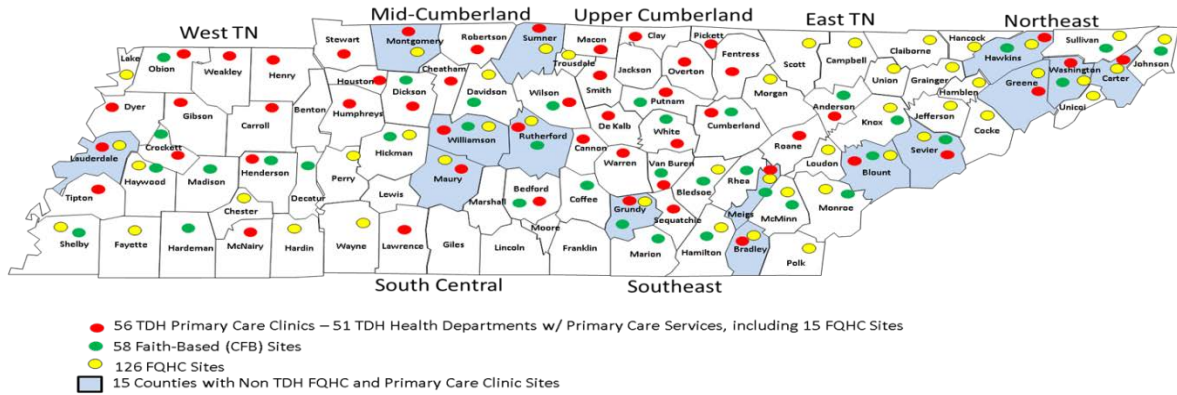 Mid-Cumberland Upper Cumberland
West TN East TN Northeast
Stewart Montgomery Robertson Sumner Macon Clay Pickett Fentress Scott Campbell Claiborne Hancock Hawkins Sullivan Johnson
Lake Obion Weakley Henry Houston Cheatham Trousdale Jackson Overton Morgan Union Grainger Washington Carter
Dyer Gibson Carroll Benton Humphreys Dickson Davidson Wilson Smith Putnam Anderson Knox Jefferson Hamblen Greene Unicoi
Lauderdale Crockett Hickman Williamson Rutherford Cannon De Kalb White Cumberland Roane Loudon Sevier Cocke
Tipton Haywood Madison Henderson Decatur Perry Lewis Maury Bedford Coffee Warren Van Buren Bledsoe Rhea Meigs McMinn Monroe Blount
Chester Marshall Moore Grundy Sequatchie
Shelby Fayette Hardeman McNairy Hardin Wayne Lawrence Giles Lincoln Franklin Marion Hamilton Bradley Polk
South Central Southeast
56 TDH Primary Care Clinics – 51 TDH Health Departments w/ Primary Care Services, including 15 FQHC Sites
58 Faith-Based (CFB) Sites
126 FQHC Sites
15 Counties with Non TDH FQHC and Primary Care Clinic Sites